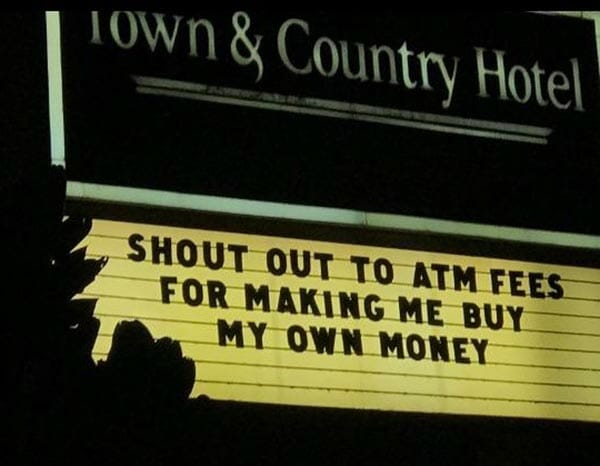 Town & Country Hotel
SHOUT OUT TO ATM FEES
FOR MAKING ME BUY
MY OWN MONEY